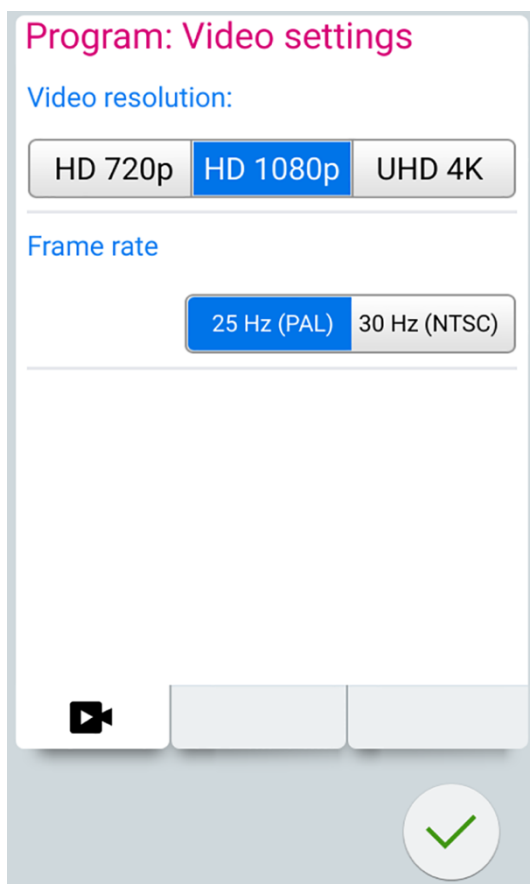 Program: Video settings
Video resolution:
HD 720p HD 1080p UHD 4K
Frame rate
25 Hz (PAL) 30 Hz (NTSC)